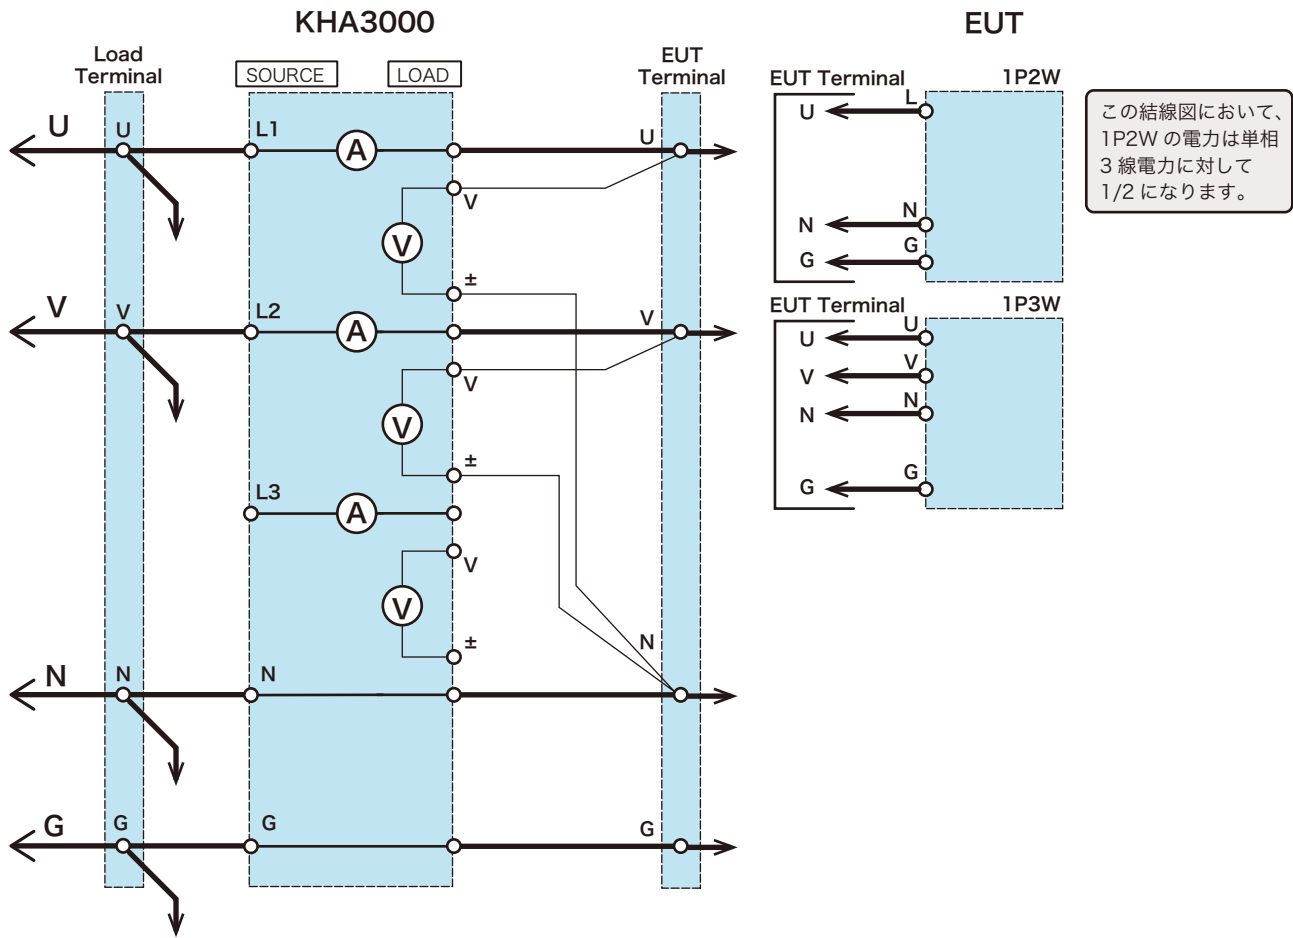 KHA3000
EUT
Load
Terminal
SOURCE
LOAD
EUT
Terminal
U
U
L1
A
U
V
V
±
V
V
L2
A
V
V
V
±
L3
A
V
V
±
N
N
N
N
G
G
G
G
EUT Terminal
1P2W
U
L
N
N
G
G
EUT Terminal
1P3W
U
U
V
V
N
N
G
G
この結線図において、
1P2W の電力は単相
3 線電力に対して
1/2 になります。